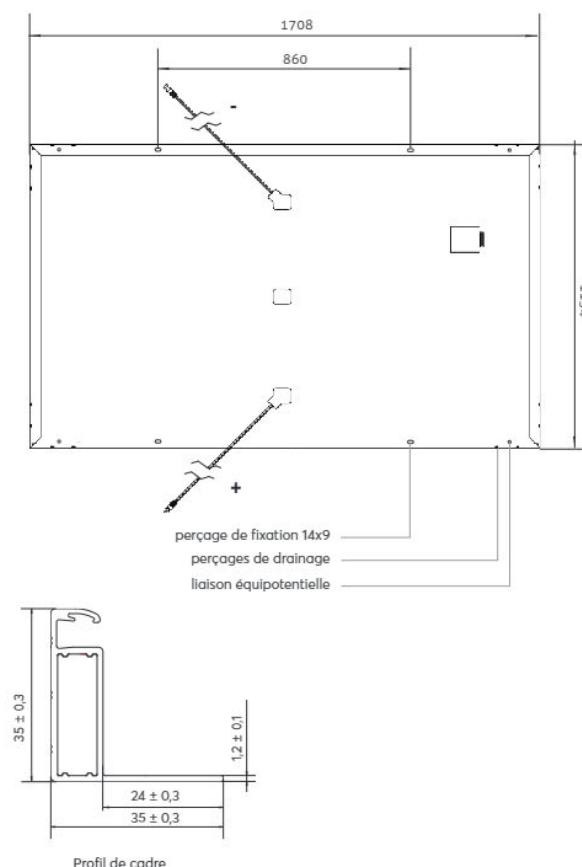 1708
860
-
+
perçage de fixation 14x9
perçages de drainage
liaison équipotentielle
35 ± 0,3
1,2 ± 0,1
24 ± 0,3
35 ± 0,3
Profil de cadre